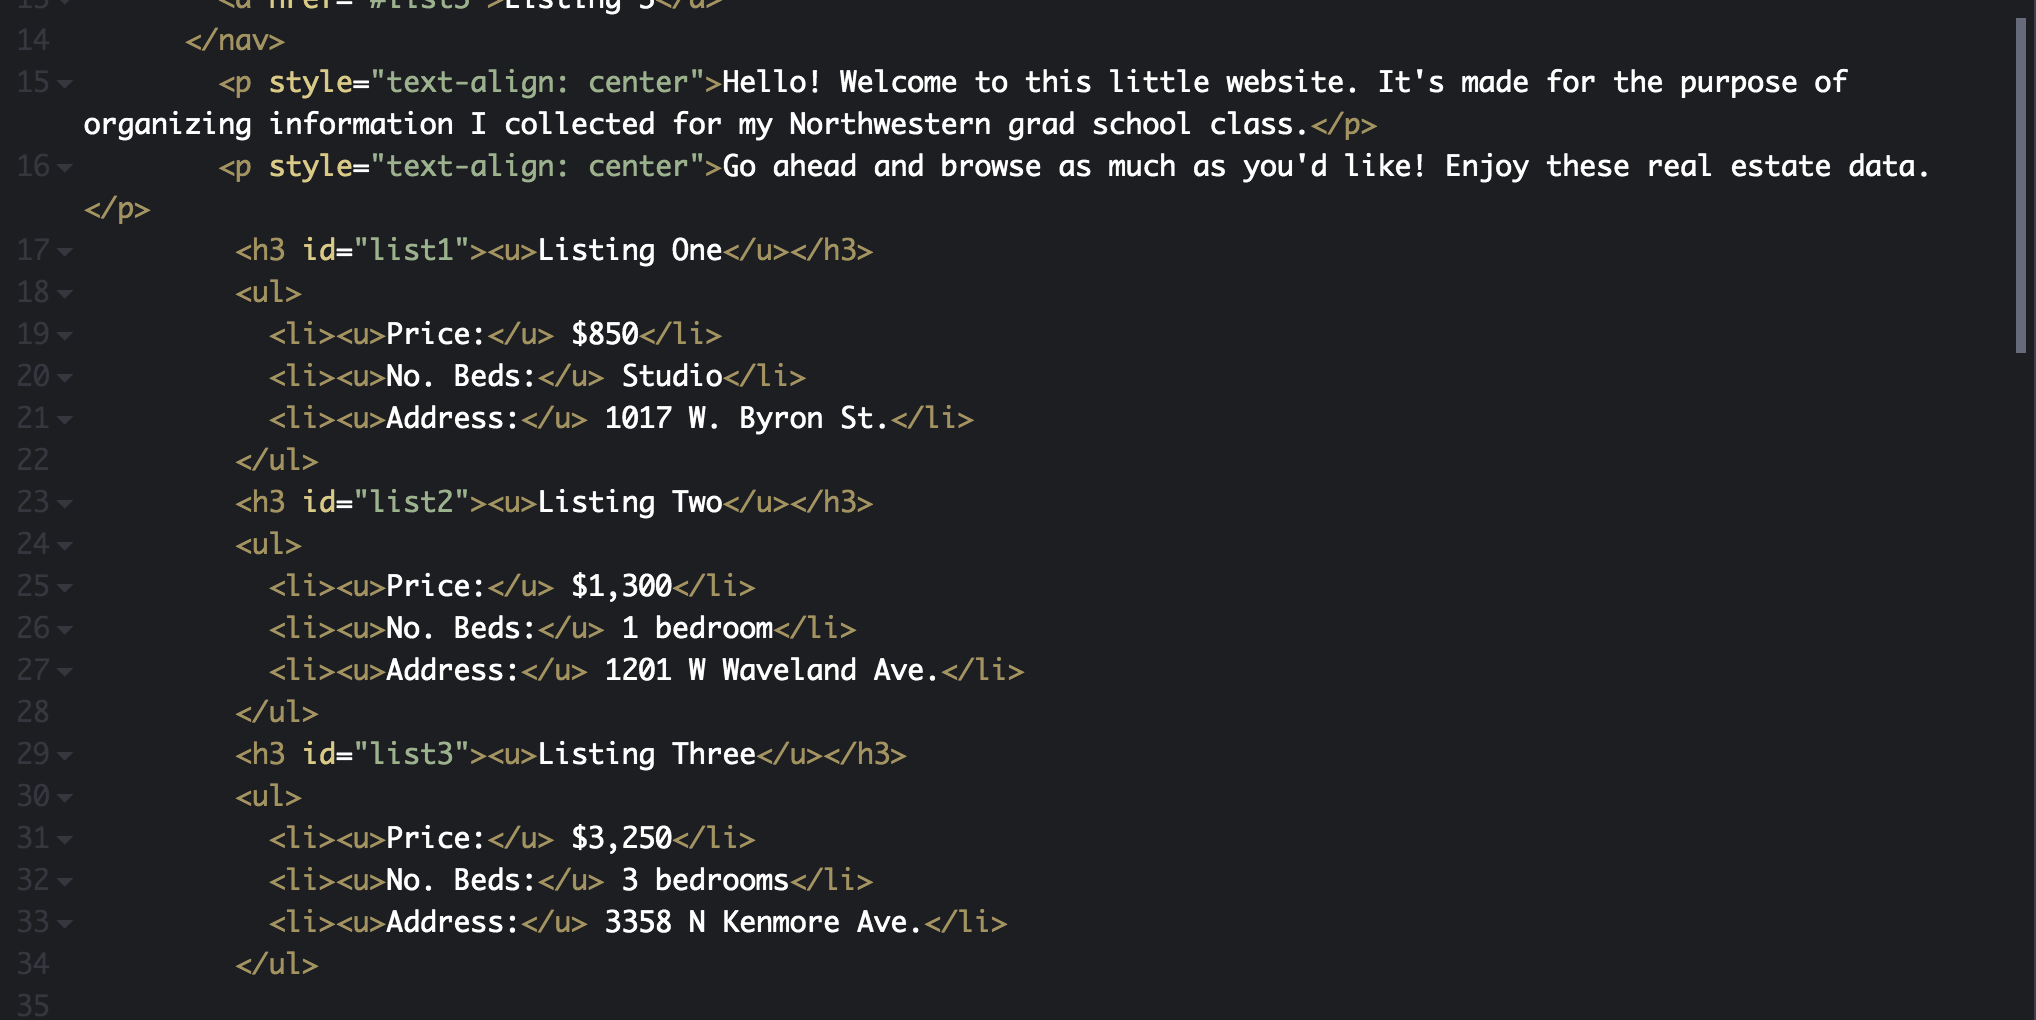 13 <a href="#list3">Listing 3</a>
14 </nav>
15 <p style="text-align: center">Hello! Welcome to this little website. It's made for the purpose of
organizing information I collected for my Northwestern grad school class.</p>
16 <p style="text-align: center">Go ahead and browse as much as you'd like! Enjoy these real estate data.
</p>
17 <h3 id="list1"><u>Listing One</u></h3>
18 <ul>
19 <li><u>Price:</u> $850</li>
20 <li><u>No. Beds:</u> Studio</li>
21 <li><u>Address:</u> 1017 W. Byron St.</li>
22 </ul>
23 <h3 id="list2"><u>Listing Two</u></h3>
24 <ul>
25 <li><u>Price:</u> $1,300</li>
26 <li><u>No. Beds:</u> 1 bedroom</li>
27 <li><u>Address:</u> 1201 W Waveland Ave.</li>
28 </ul>
29 <h3 id="list3"><u>Listing Three</u></h3>
30 <ul>
31 <li><u>Price:</u> $3,250</li>
32 <li><u>No. Beds:</u> 3 bedrooms</li>
33 <li><u>Address:</u> 3358 N Kenmore Ave.</li>
34 </ul>
35